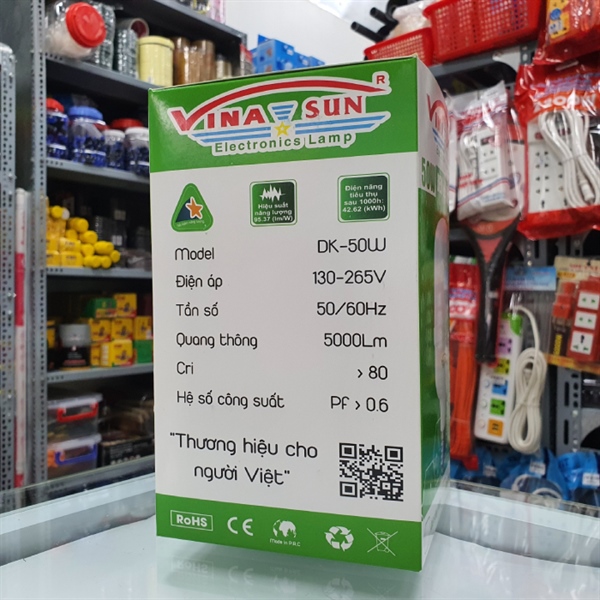 VINA SUN
R
Electronics Lamp
Hiệu suất
năng lượng
95.37 (lm/W)
Điện năng
tiêu thụ
sau 1000h:
42.62 (kWh)
Model DK-50W
Điện áp 130-265V
Tần số 50/60Hz
Quang thông 5000Lm
Cri > 80
Hệ số công suất Pf > 0.6
"Thương hiệu cho
người Việt"
RoHS
CE
Made in P.R.C